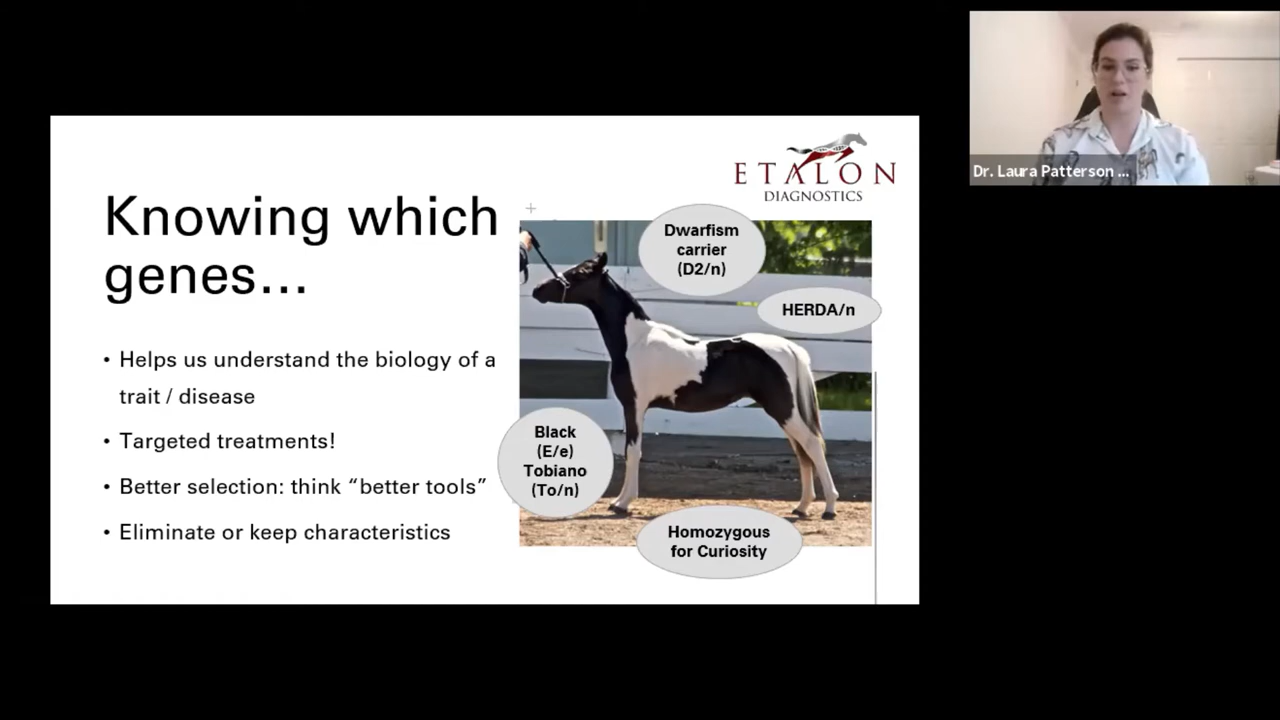 ETALON
DIAGNOSTICS
Knowing which
genes...
• Helps us understand the biology of a
trait / disease
• Targeted treatments!
• Better selection: think “better tools”
• Eliminate or keep characteristics
Dwarfism
carrier
(D2/n)
HERDA/n
Black
(E/e)
Tobiano
(To/n)
Homozygous
for Curiosity
Dr. Laura Patterson ...